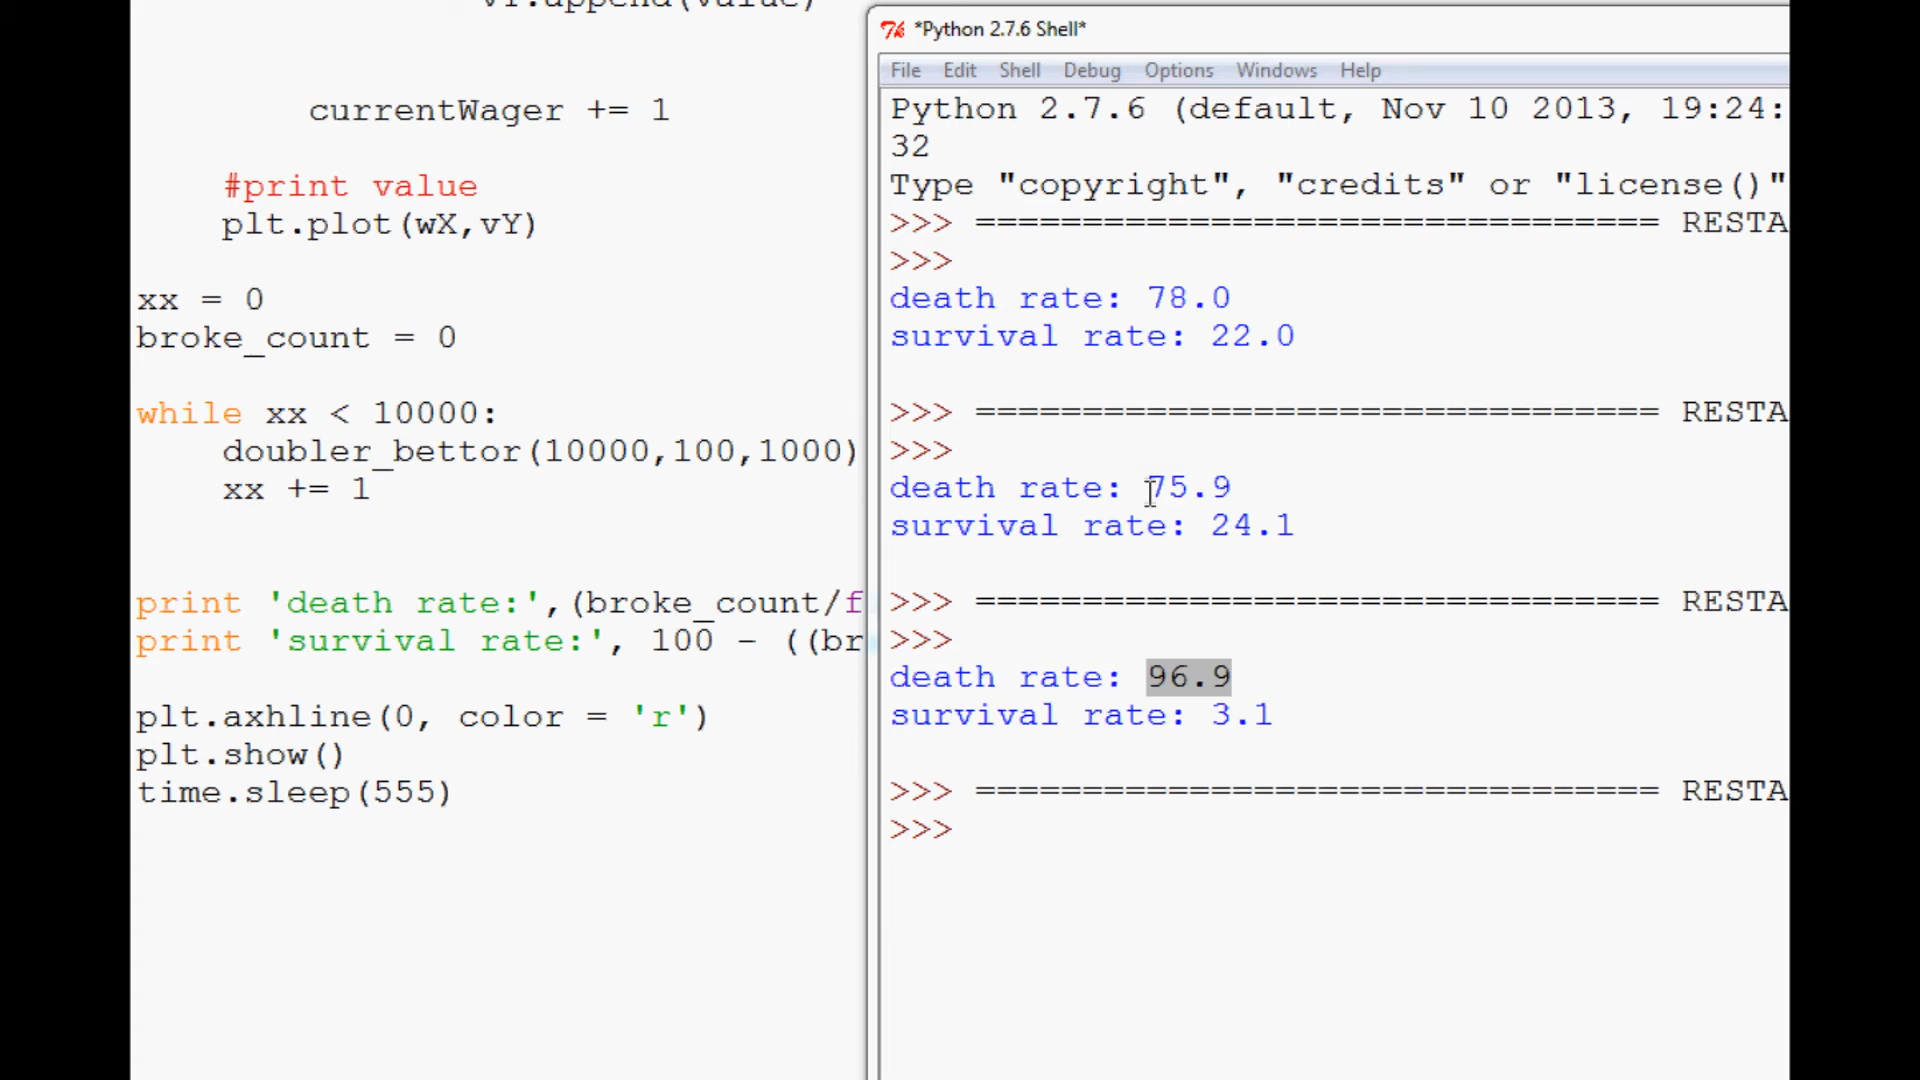 vY.append(value)
currentWager += 1
#print value
plt.plot(wX,vY)
xx = 0
broke_count = 0
while xx < 10000:
doubler_bettor(10000,100,1000)
xx += 1
print 'death rate:',(broke_count/f
print 'survival rate:', 100 - ((br
plt.axhline(0, color = 'r')
plt.show()
time.sleep(555)
*Python 2.7.6 Shell*
File Edit Shell Debug Options Windows Help
Python 2.7.6 (default, Nov 10 2013, 19:24:
32
Type "copyright", "credits" or "license()"
>>> ================================ RESTA
>>>
death rate: 78.0
survival rate: 22.0
>>> ================================ RESTA
>>>
death rate: 75.9
survival rate: 24.1
>>> ================================ RESTA
>>>
death rate: 96.9
survival rate: 3.1
>>> ================================ RESTA
>>>